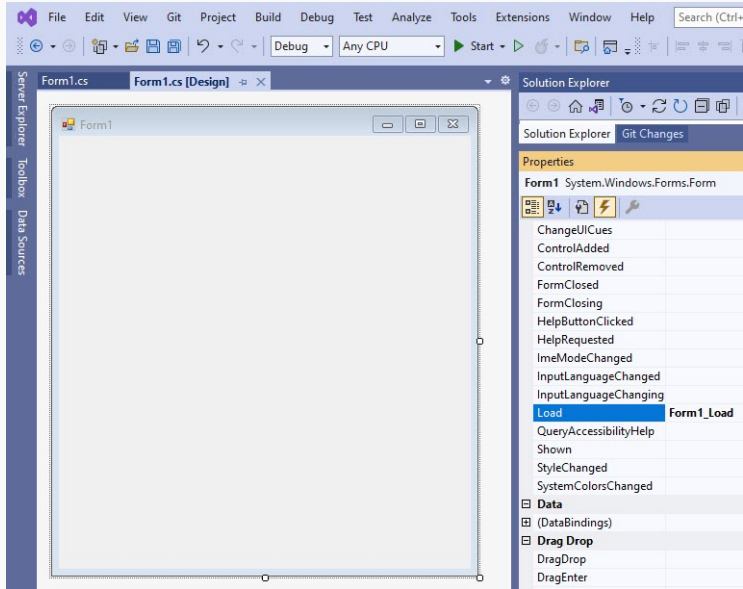 File Edit View Git Project Build Debug Test Analyze Tools Extensions Window Help Search (Ctrl+
Debug Any CPU Start
Server Explorer
Toolbox
Data Sources
Form1.cs Form1.cs [Design]
Form1
Solution Explorer
Solution Explorer Git Changes
Properties
Form1 System.Windows.Forms.Form
ChangeUICues
ControlAdded
ControlRemoved
FormClosed
FormClosing
HelpButtonClicked
HelpRequested
ImeModeChanged
InputLanguageChanged
InputLanguageChanging
Load Form1_Load
QueryAccessibilityHelp
Shown
StyleChanged
SystemColorsChanged
Data
(DataBindings)
Drag Drop
DragDrop
DragEnter